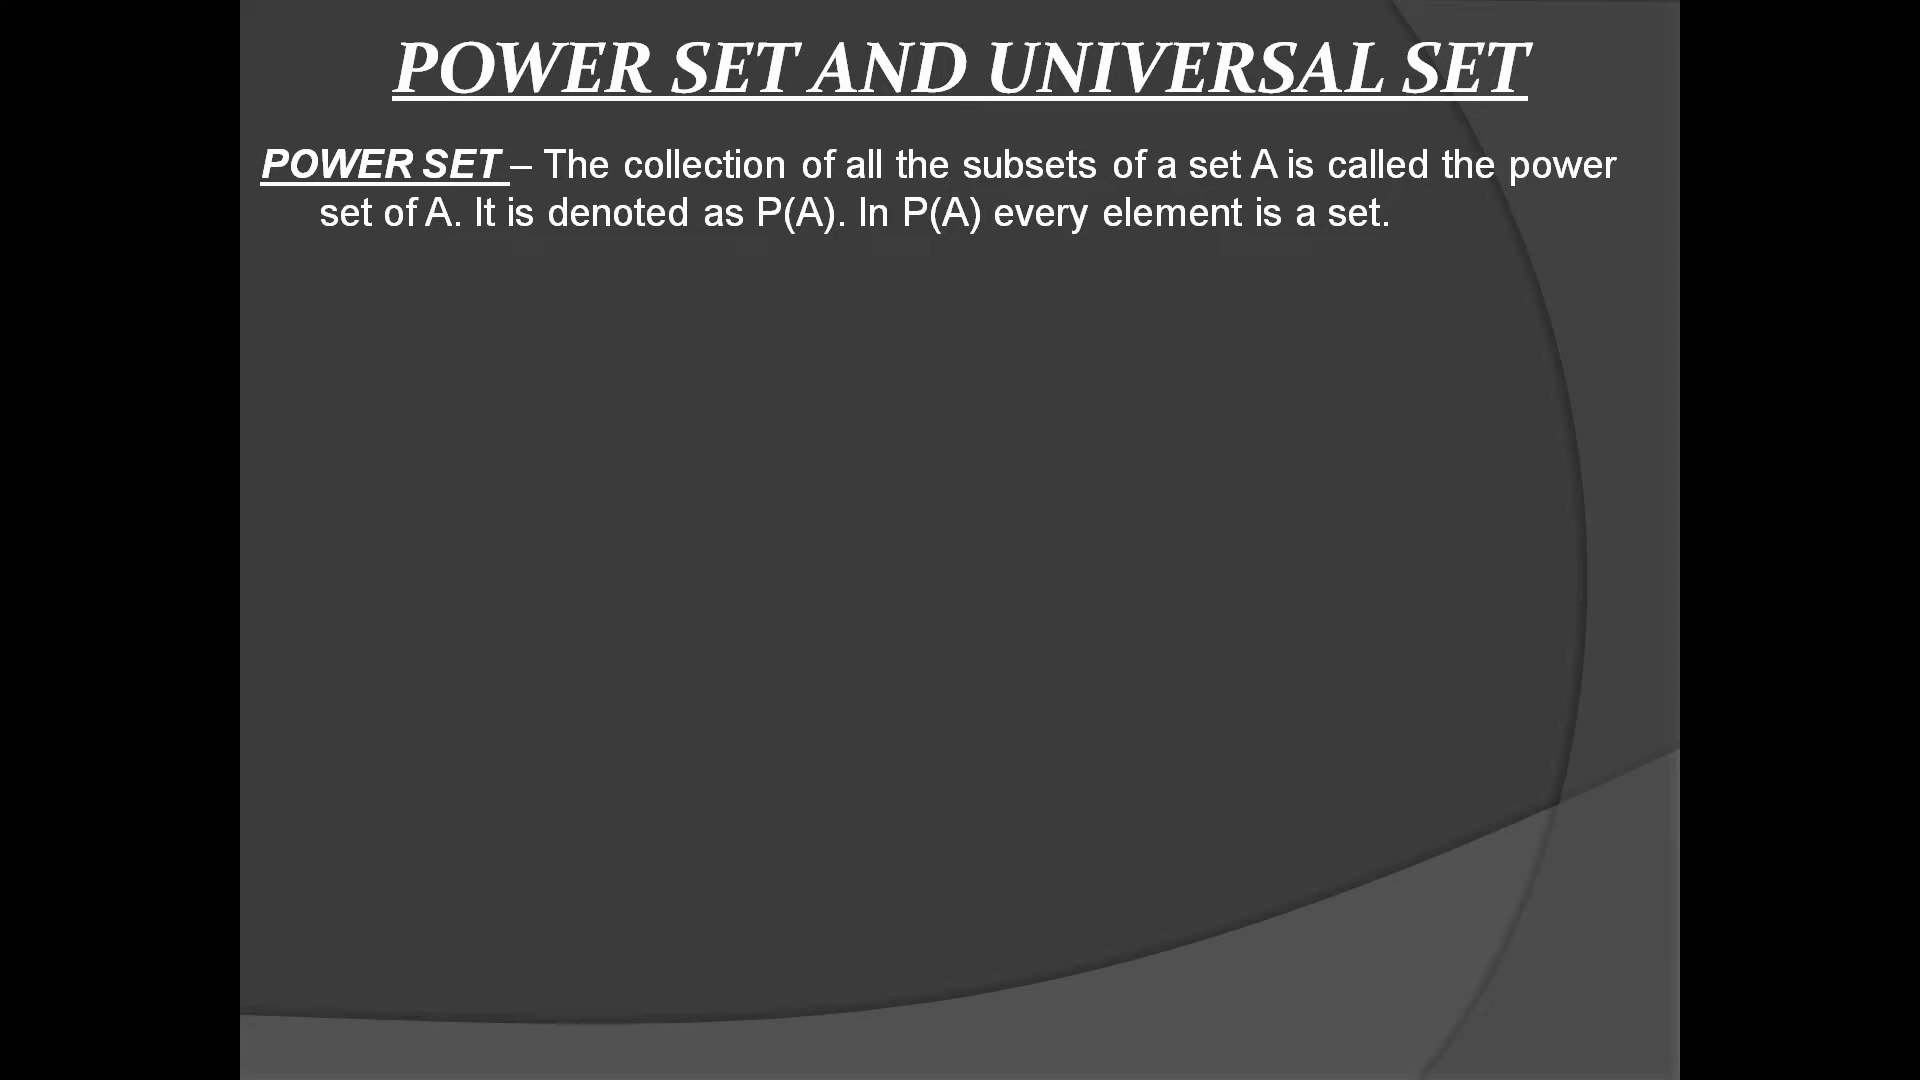 POWER SET AND UNIVERSAL SET
POWER SET – The collection of all the subsets of a set A is called the power
set of A. It is denoted as P(A). In P(A) every element is a set.